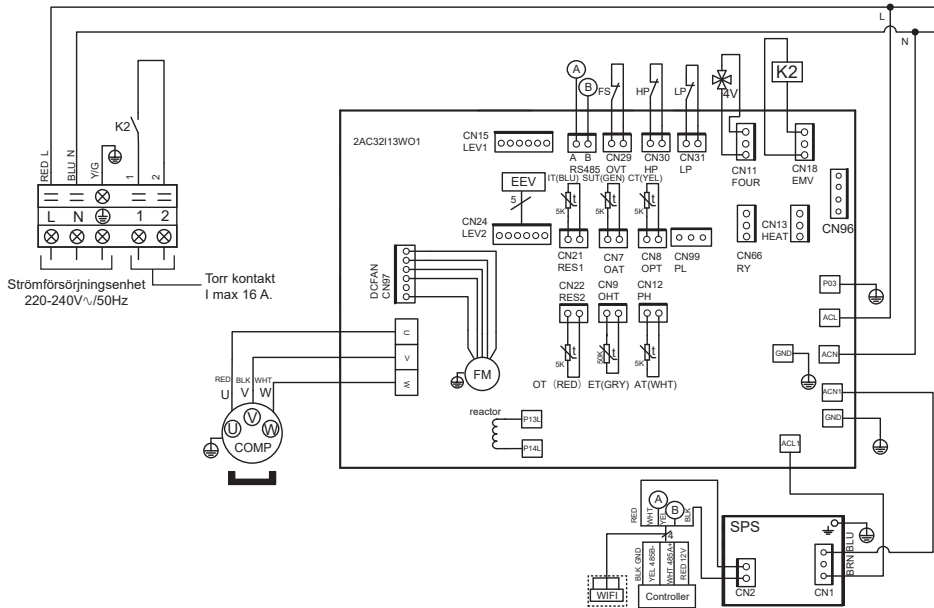 L
N
RED L
BLU N
Y/G
K2
1
2
L N 1 2
Strömförsörjningsenhet
220-240V∿/50Hz
Torr kontakt
I max 16 A.
2AC32I13WO1
CN15
LEV1
EEV
5
CN24
LEV2
DCFAN
CN97
A
B
FS
HP
LP
4V
K2
A B
RS485
CN29
OVT
CN30
HP
CN31
LP
CN11
FOUR
CN18
EMV
CN96
IT(BLU) SUT(GEN) CT(YEL)
5K t
5K t
5K t
CN21
RES1
CN7
OAT
CN8
OPT
CN99
PL
CN66
RY
CN13
HEAT
CN22
RES2
CN9
OHT
CN12
PH
5K t
50K t
5K t
OT (RED) ET(GRY) AT(WHT)
P03
ACL
ACN
GND
ACN1
GND
ACL1
U
V
W
FM
reactor
P13L
P14L
RED BLK WHT
U V W
U
V
W
COMP
RED
WHT
A
YEL
B
BLK
4
BLK GND
YEL 485B-
WHT 485A+
RED 12V
Controller
WIFI
SPS
CN2
CN1
BRN
BLU